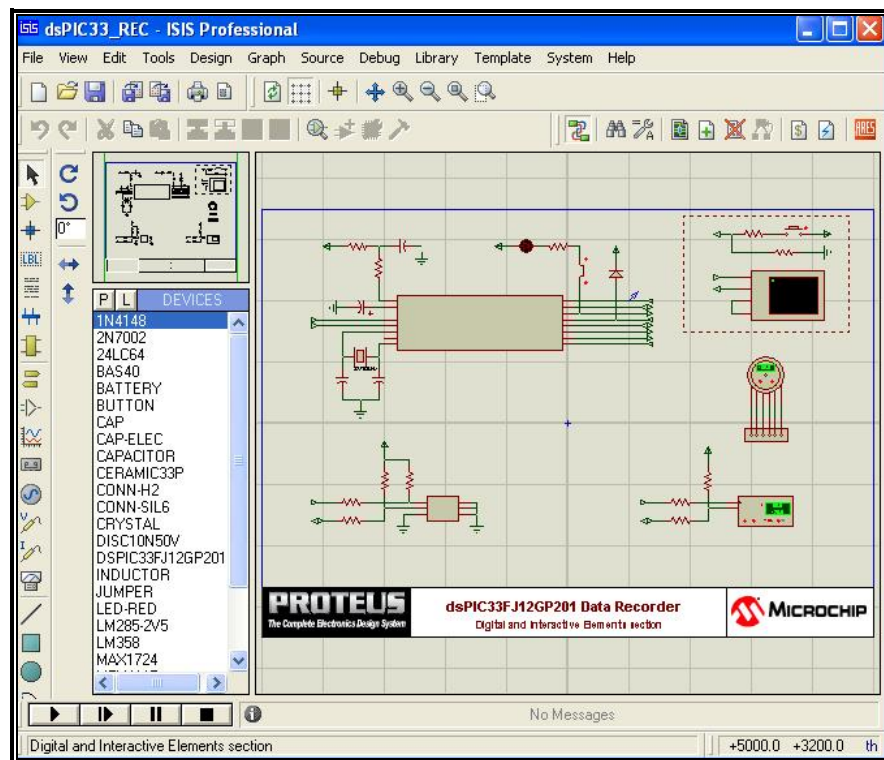 isis dsPIC33_REC - ISIS Professional
File View Edit Tools Design Graph Source Debug Library Template System Help
ARES
0°
LBL
P L DEVICES
1N4148
2N7002
24LC64
BAS40
BATTERY
BUTTON
CAP
CAP-ELEC
CAPACITOR
CERAMIC33P
CONN-H2
CONN-SIL6
CRYSTAL
DISC10N50V
DSPIC33FJ12GP201
INDUCTOR
JUMPER
LED-RED
LM285-2V5
LM358
MAX1724
PROTEUS
The Complete Electronics Design System
dsPIC33FJ12GP201 Data Recorder
Digital and Interactive Elements section
MICROCHIP
No Messages
Digital and Interactive Elements section +5000.0 +3200.0 th